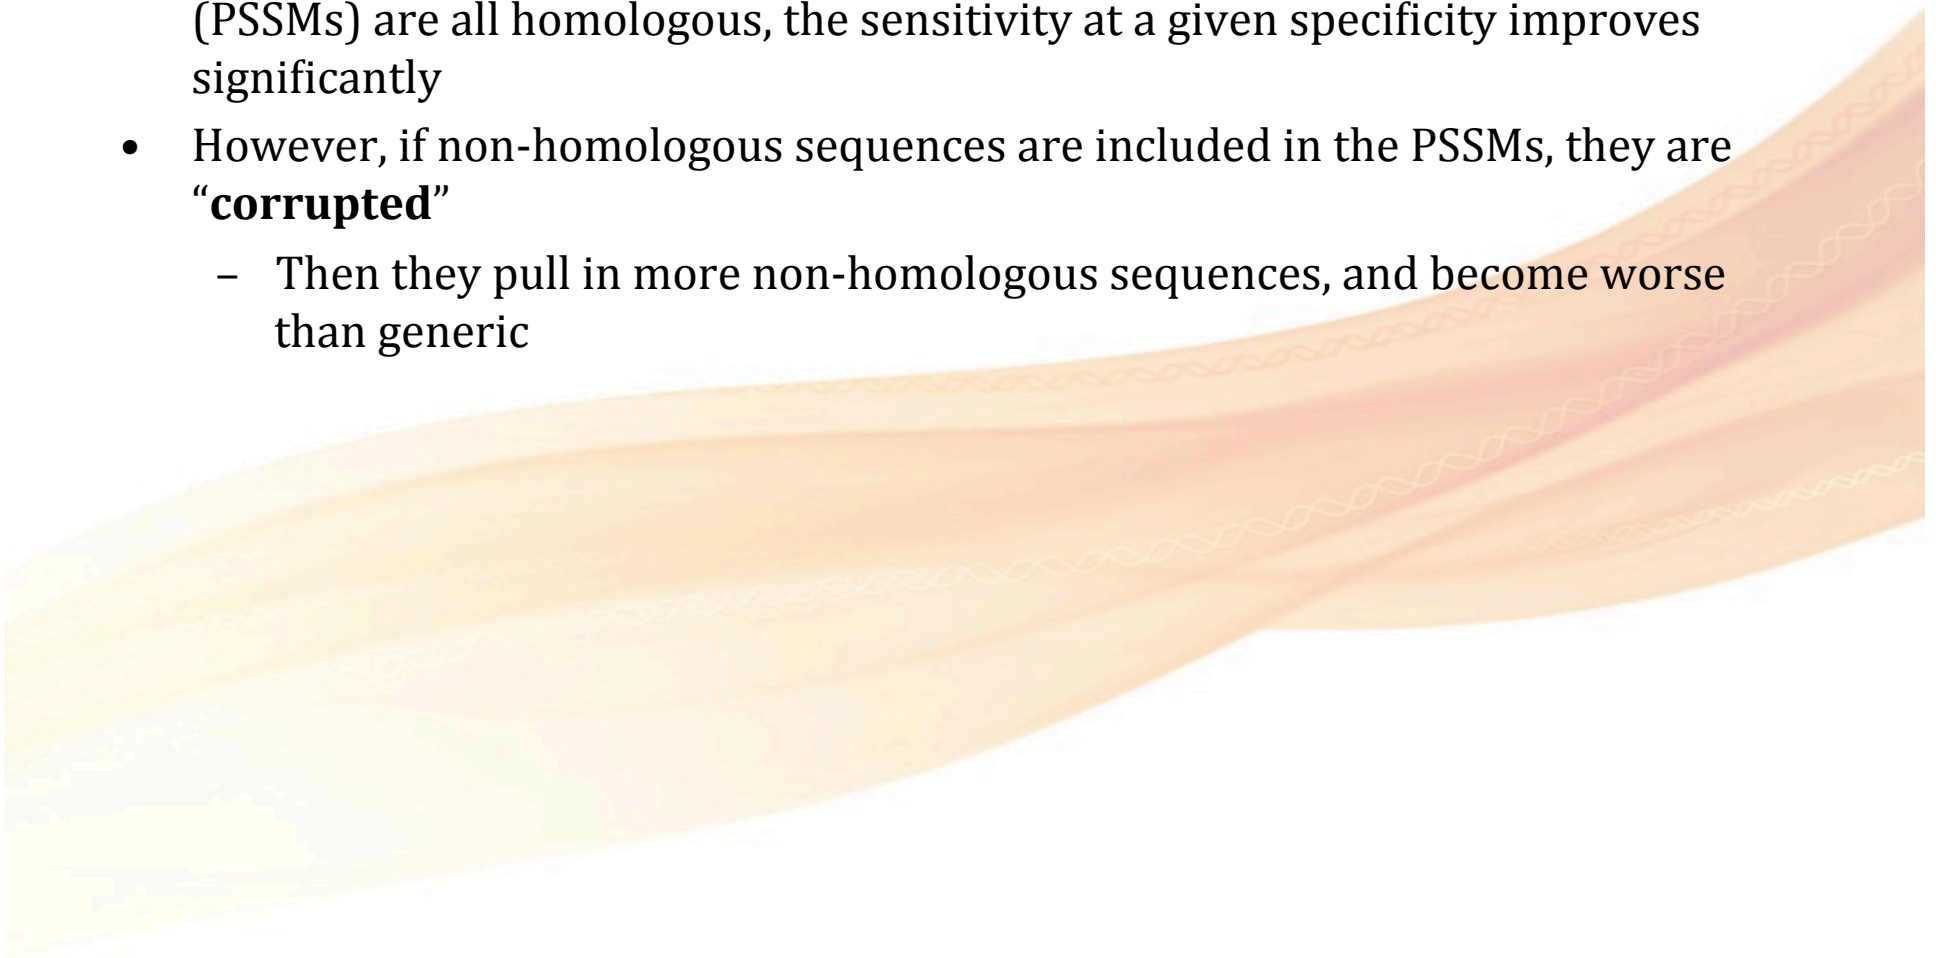 (PSSMs) are all homologous, the sensitivity at a given specificity improves
significantly
• However, if non-homologous sequences are included in the PSSMs, they are
“corrupted”
– Then they pull in more non-homologous sequences, and become worse
than generic